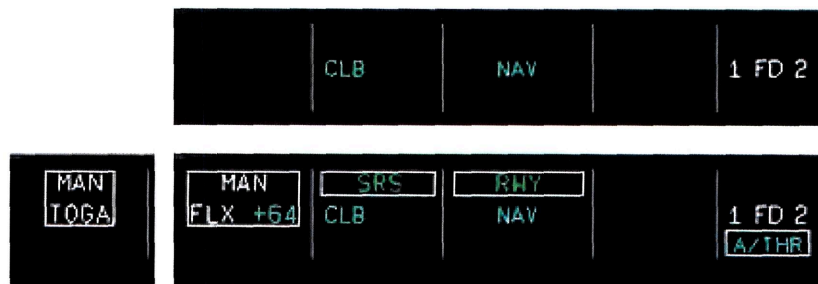 CLB NAV 1 FD 2
MAN MAN SRS RWY
TOGA FLX +64 CLB NAV 1 FD 2
A/THR